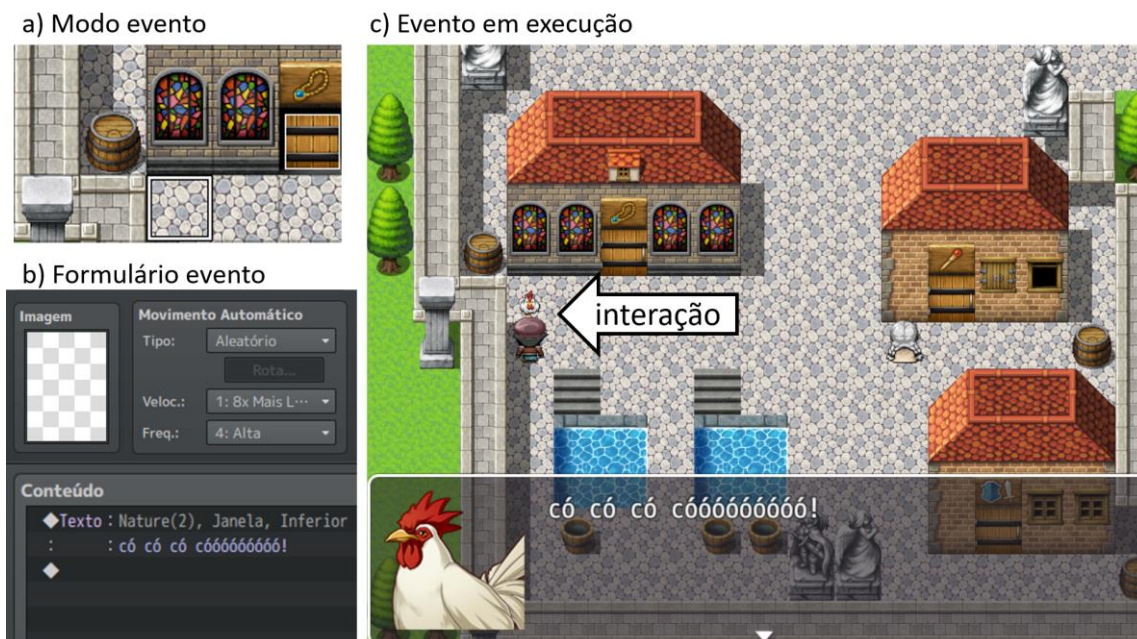 a) Modo evento
c) Evento em execução
interação
b) Formulário evento
Imagem
Movimento Automático
Tipo: Aleatório
Rota...
Veloc.: 1: 8x Mais L...
Freq.: 4: Alta
Conteúdo
◆Texto : Nature(2), Janela, Inferior
: : có có có cóóóóóóóóó!
◆
có có có cóóóóóóóóó!